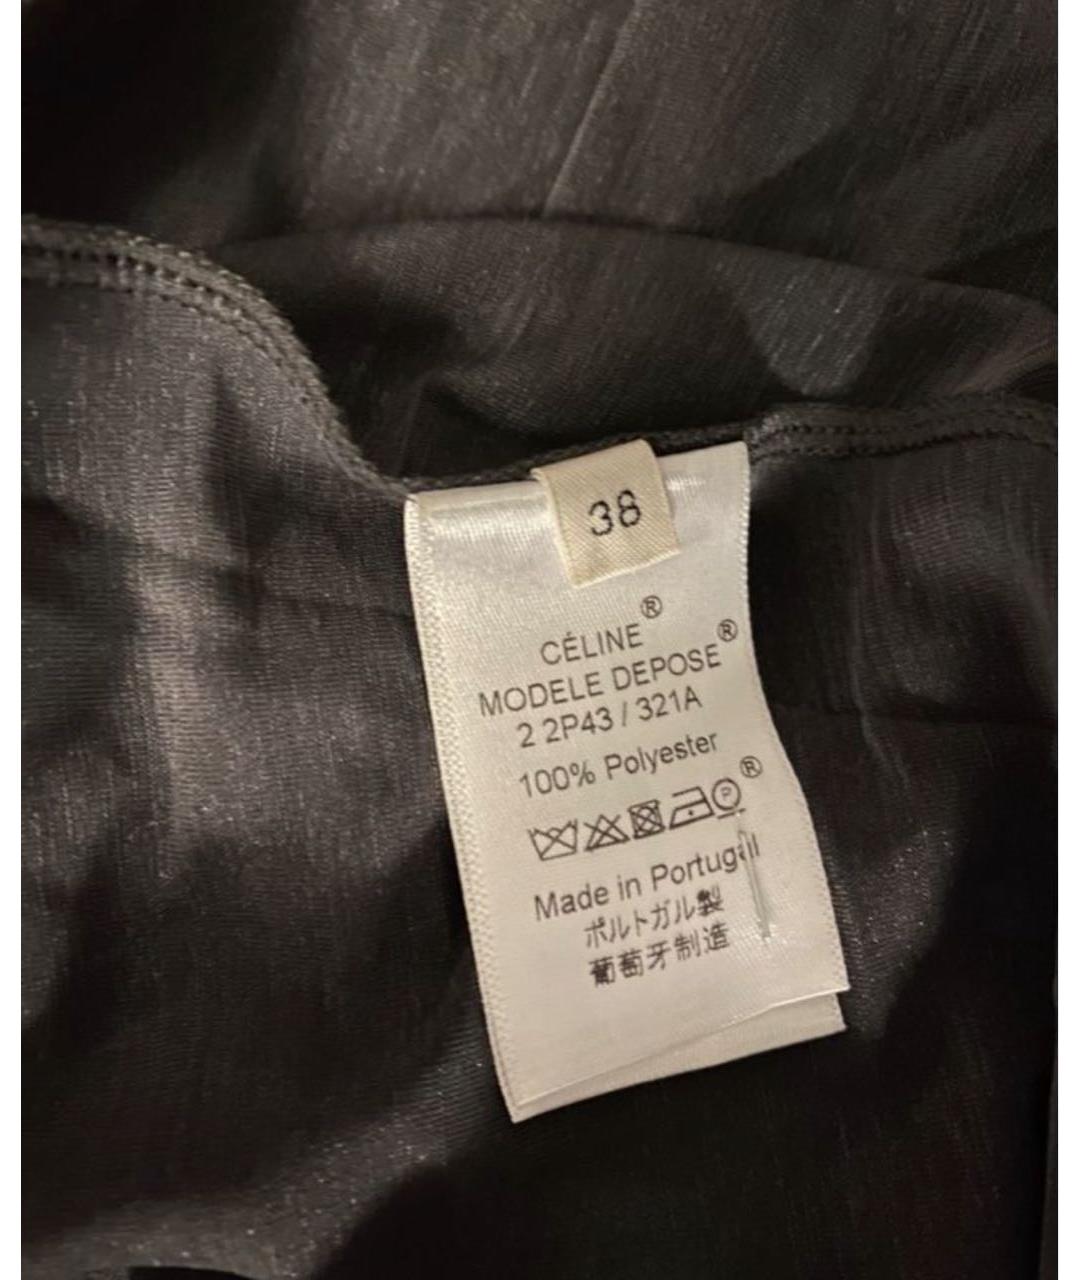 38
CÉLINE®
MODELE DEPOSE®
2 2P43 / 321A
100% Polyester
P ®
Made in Portugal
ポルトガル製
葡萄牙制造